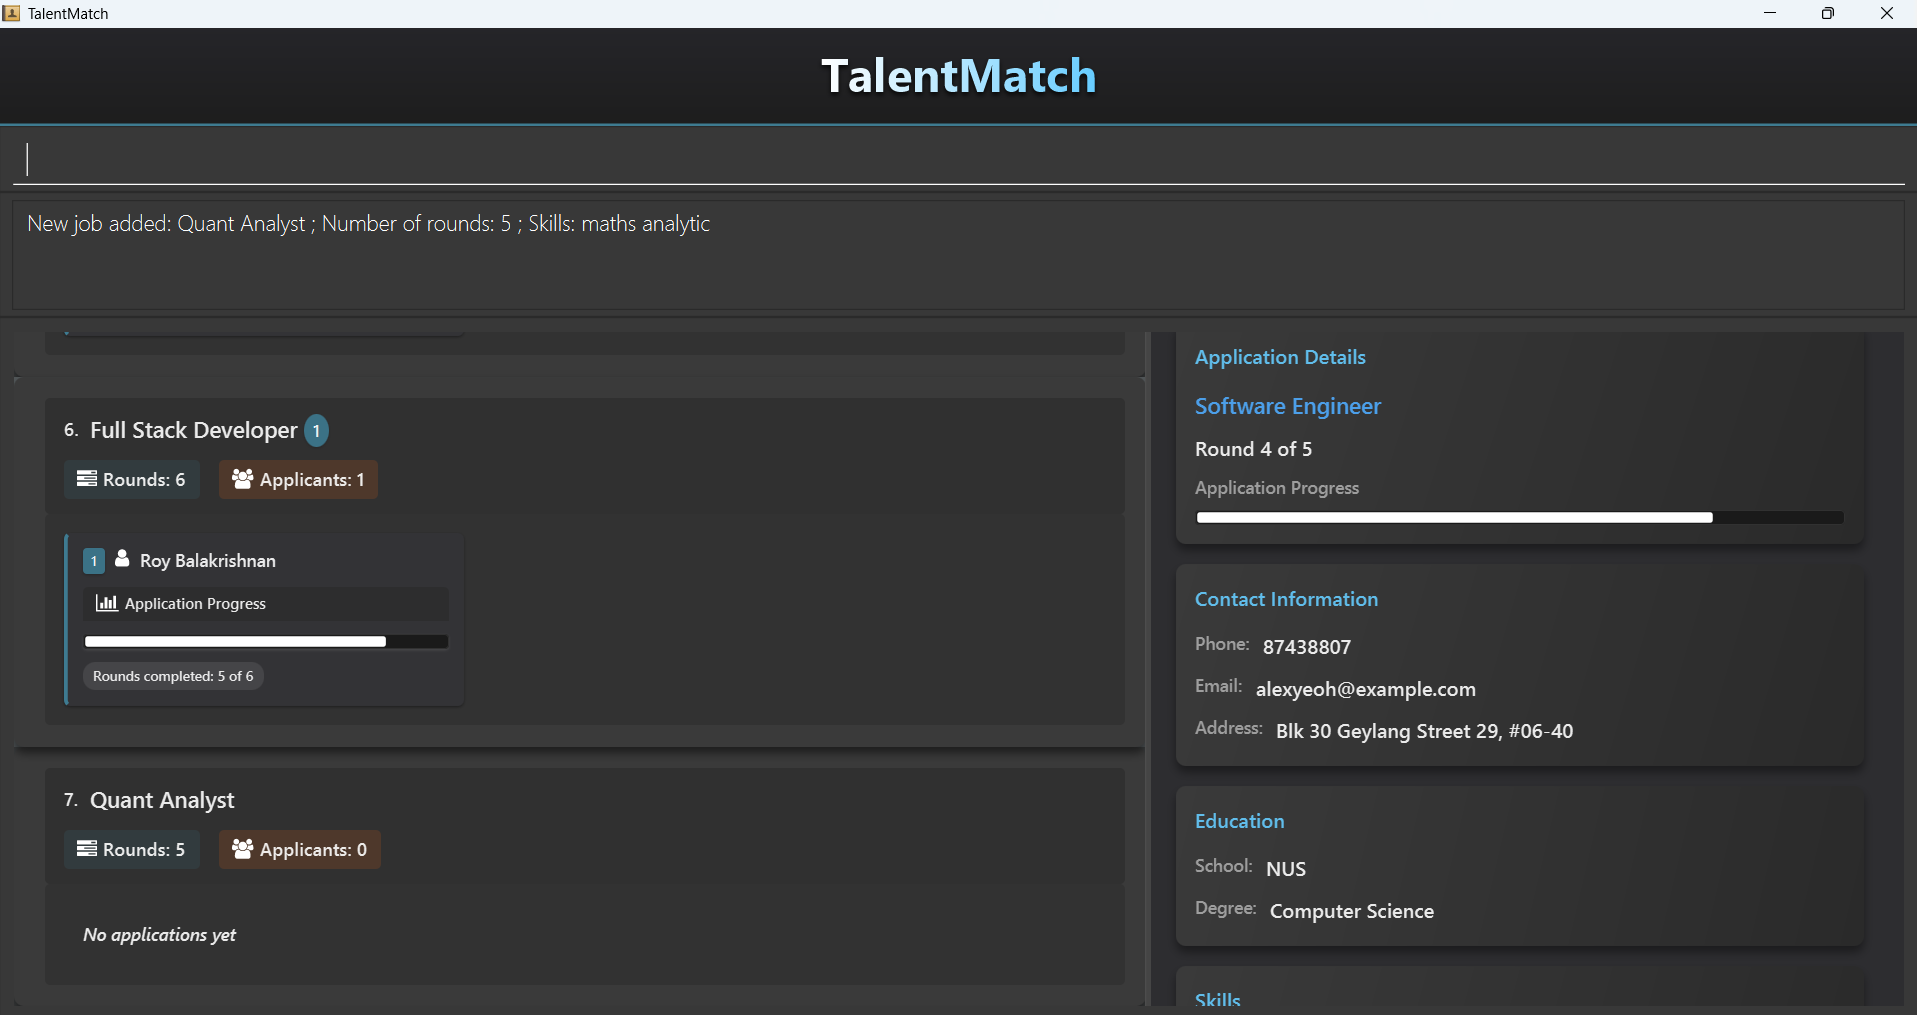 TalentMatch
TalentMatch
New job added: Quant Analyst ; Number of rounds: 5 ; Skills: maths analytic
6. Full Stack Developer 1
Rounds: 6 Applicants: 1
1 Roy Balakrishnan
Application Progress
Rounds completed: 5 of 6
7. Quant Analyst
Rounds: 5 Applicants: 0
No applications yet
Application Details
Software Engineer
Round 4 of 5
Application Progress
Contact Information
Phone: 87438807
Email: alexyeoh@example.com
Address: Blk 30 Geylang Street 29, #06-40
Education
School: NUS
Degree: Computer Science
Skills